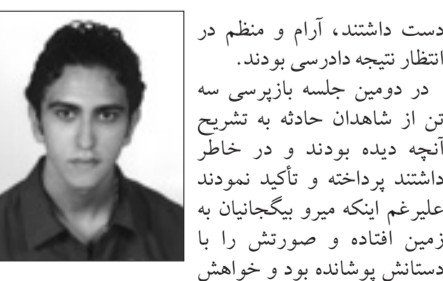 دست داشتند، آرام و منظم در
انتظار نتیجه دادرسی بودند.
در دومین جلسه بازپرسی سه
تن از شاهدان حادثه به تشریح
آنچه دیده بودند و در خاطر
داشتند پرداخته و تأکید نمودند
علیرغم اینکه میرو بیگجانیان به
زمین افتاده و صورتش را با
دستانش پوشانده بود و خواهش